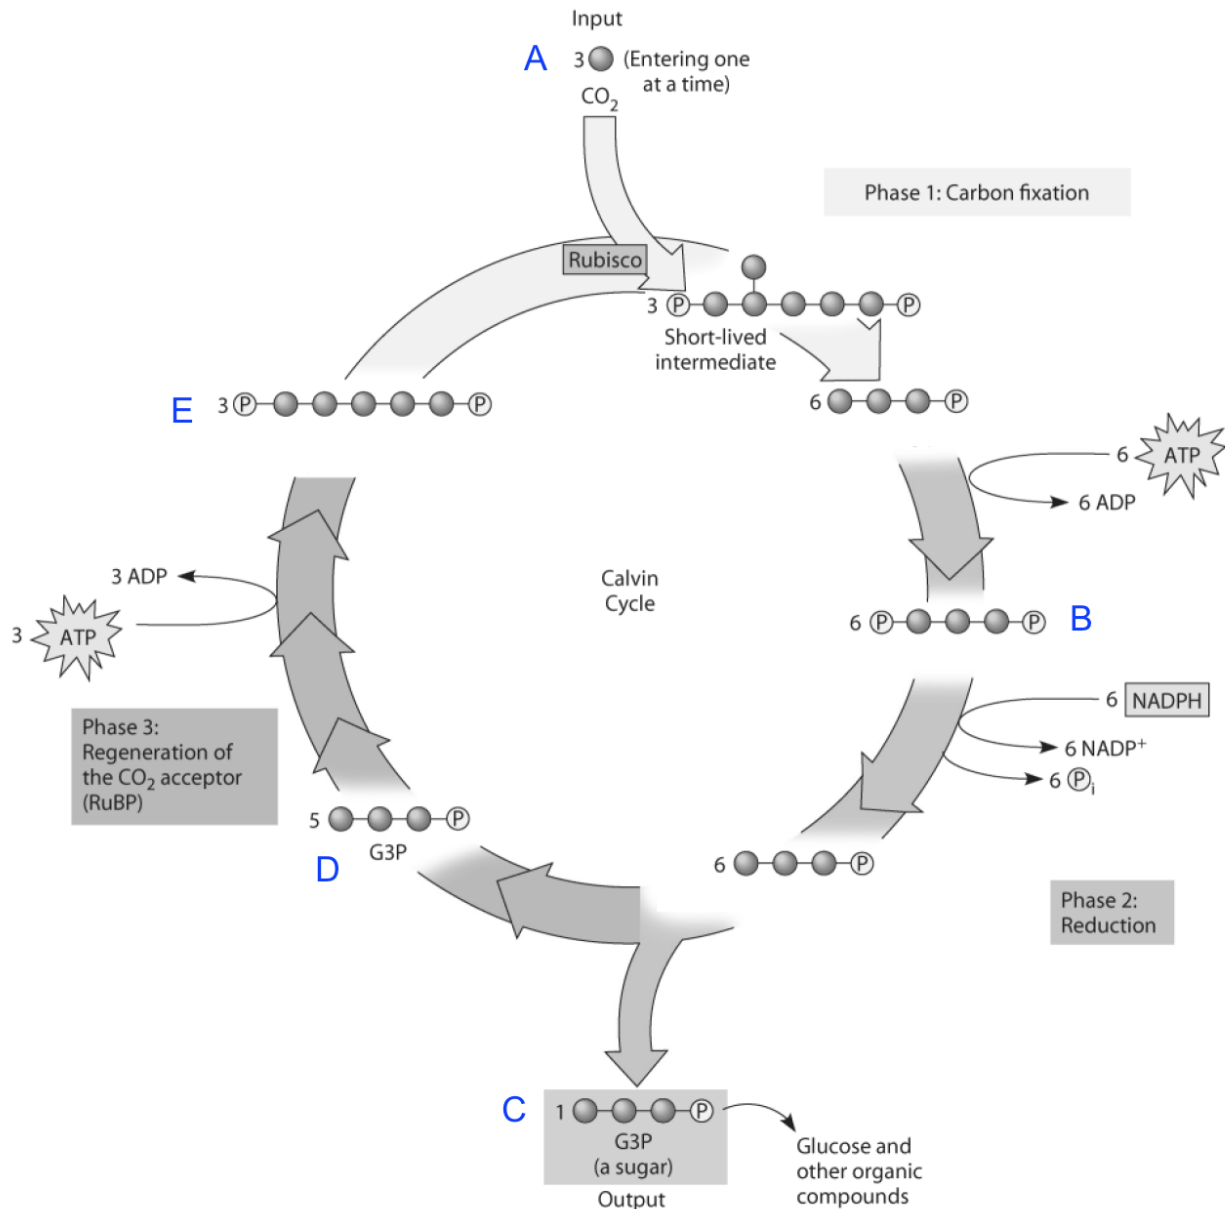 Input
A
3 (Entering one
at a time)
CO2
Phase 1: Carbon fixation
Rubisco
3 P P
Short-lived
intermediate
E
3 P P
6 P
6 ATP
6 ADP
Calvin
Cycle
3 ADP
3 ATP
6 P P
B
6 NADPH
6 NADP+
6 Pi
Phase 3:
Regeneration of
the CO2 acceptor
(RuBP)
5 P
G3P
D
6 P
Phase 2:
Reduction
C
1 P
G3P
(a sugar)
Output
Glucose and
other organic
compounds